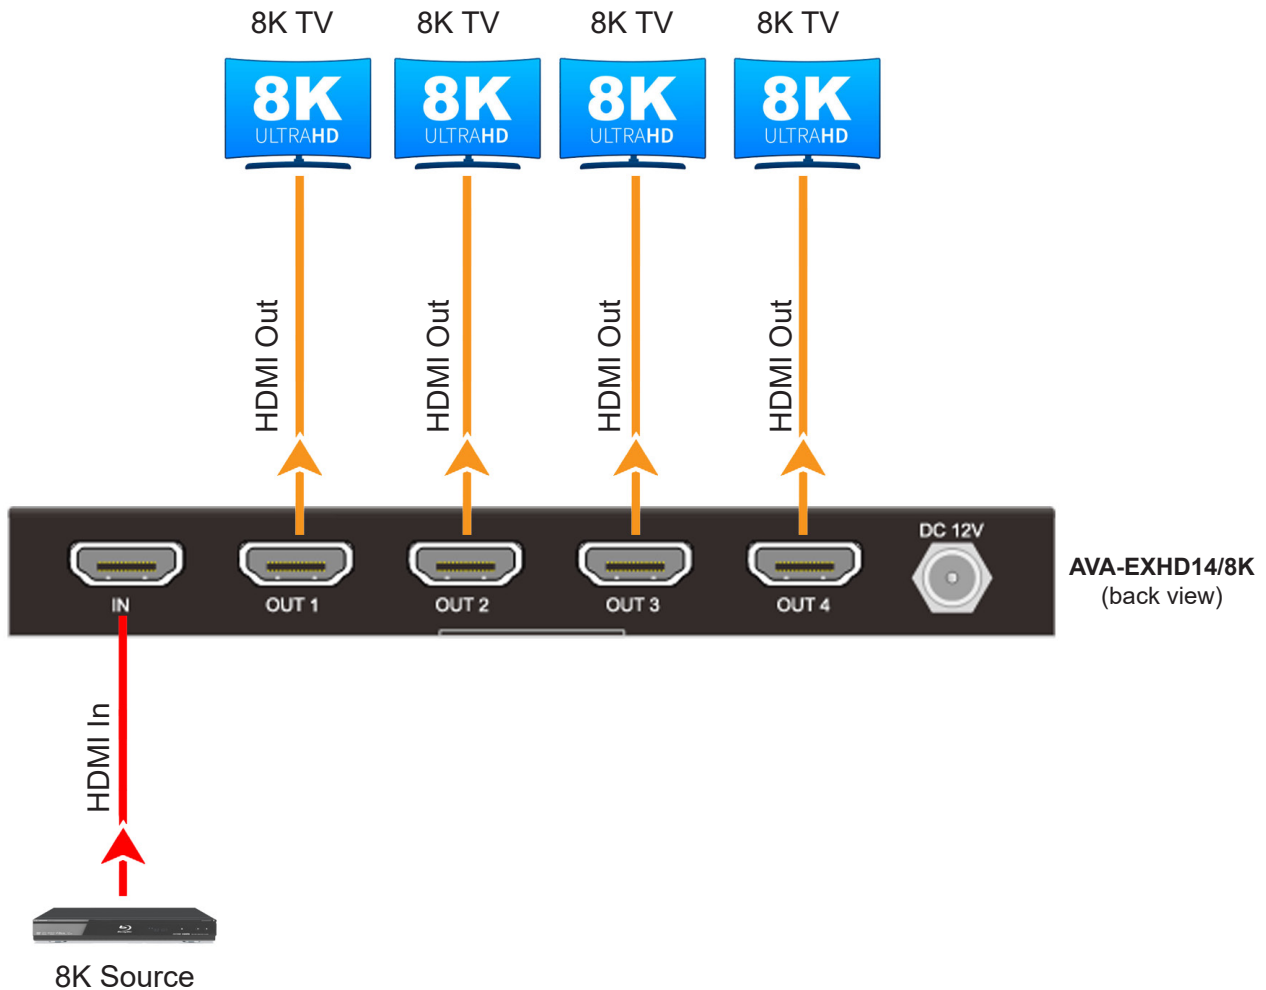 8K TV
8K TV
8K TV
8K TV
8K
ULTRAHD
8K
ULTRAHD
8K
ULTRAHD
8K
ULTRAHD
HDMI Out
HDMI Out
HDMI Out
HDMI Out
DC 12V
IN
OUT 1
OUT 2
OUT 3
OUT 4
AVA-EXHD14/8K
(back view)
HDMI In
8K Source